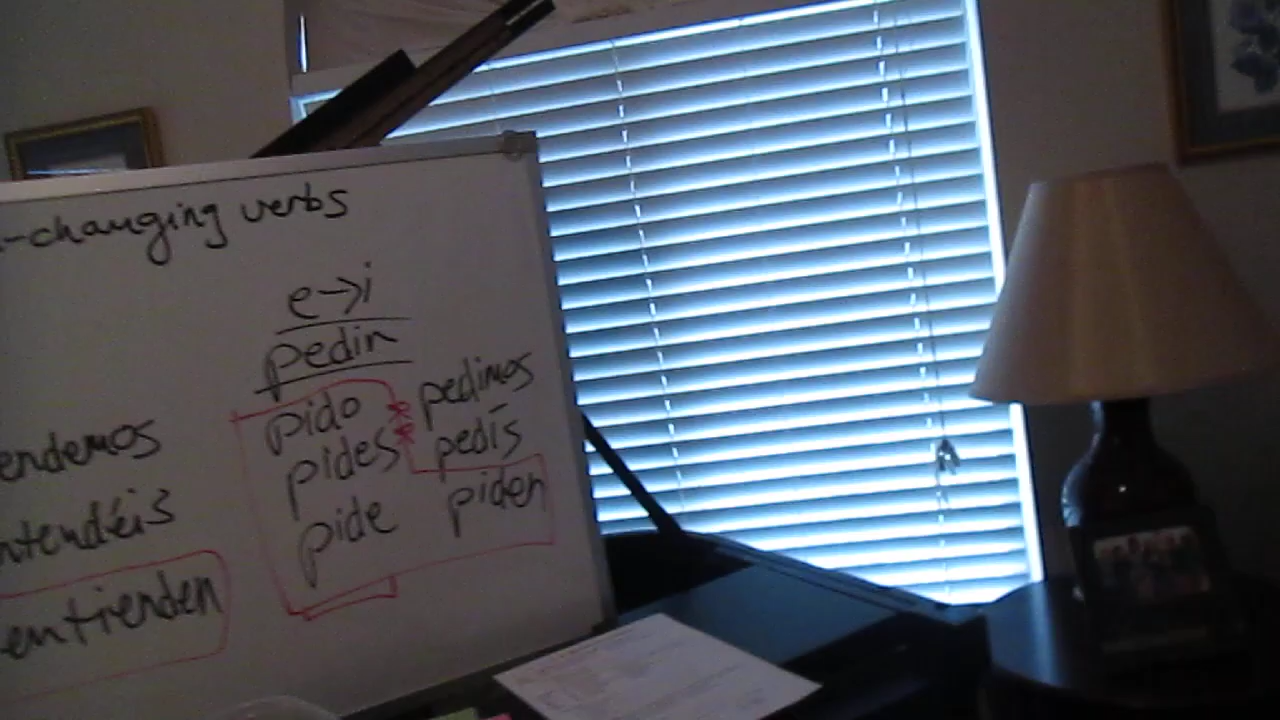 -changing verbs
e→i
pedir
pido pedimos
pides pedís
pide piden
endemos
ntendéis
entienden